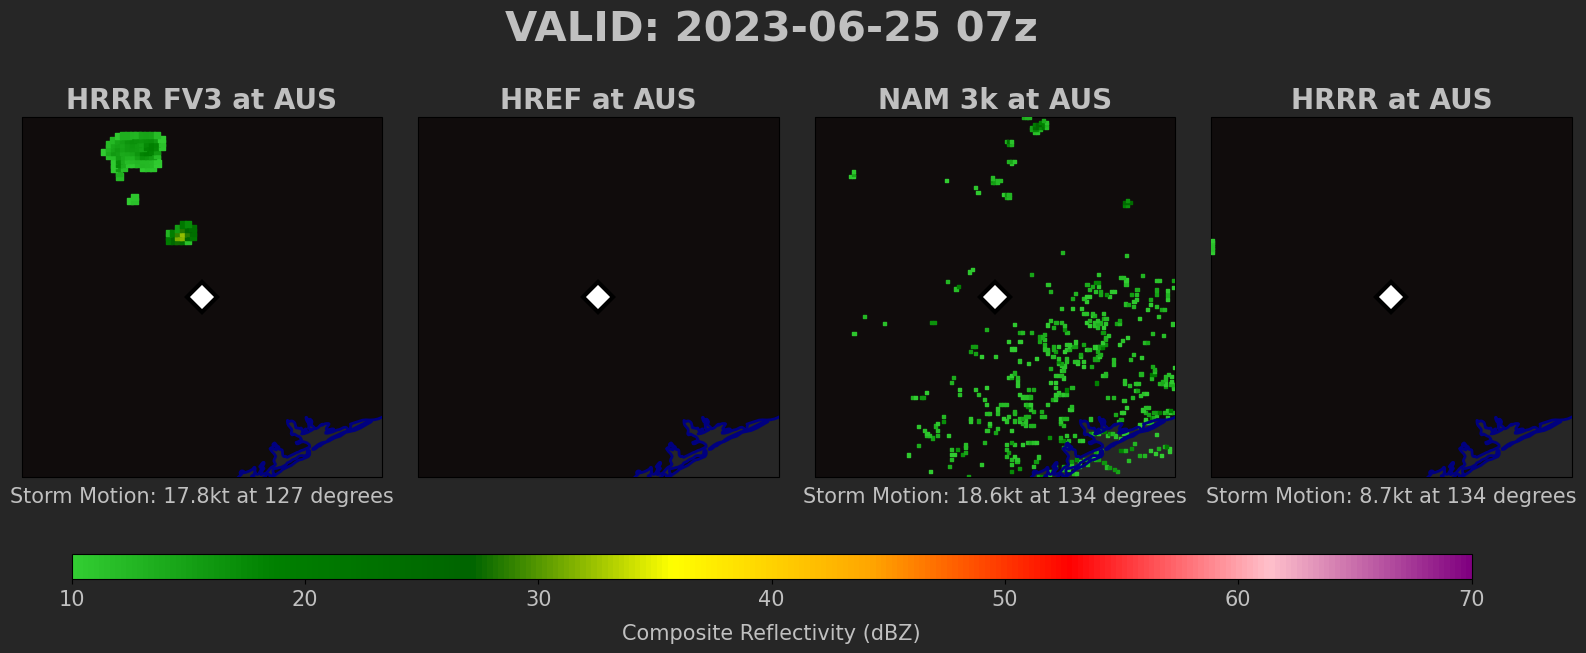 VALID: 2023-06-25 07z
HRRR FV3 at AUS
HREF at AUS
NAM 3k at AUS
HRRR at AUS
Storm Motion: 17.8kt at 127 degrees
Storm Motion: 18.6kt at 134 degrees
Storm Motion: 8.7kt at 134 degrees
10 20 30 40 50 60 70
Composite Reflectivity (dBZ)